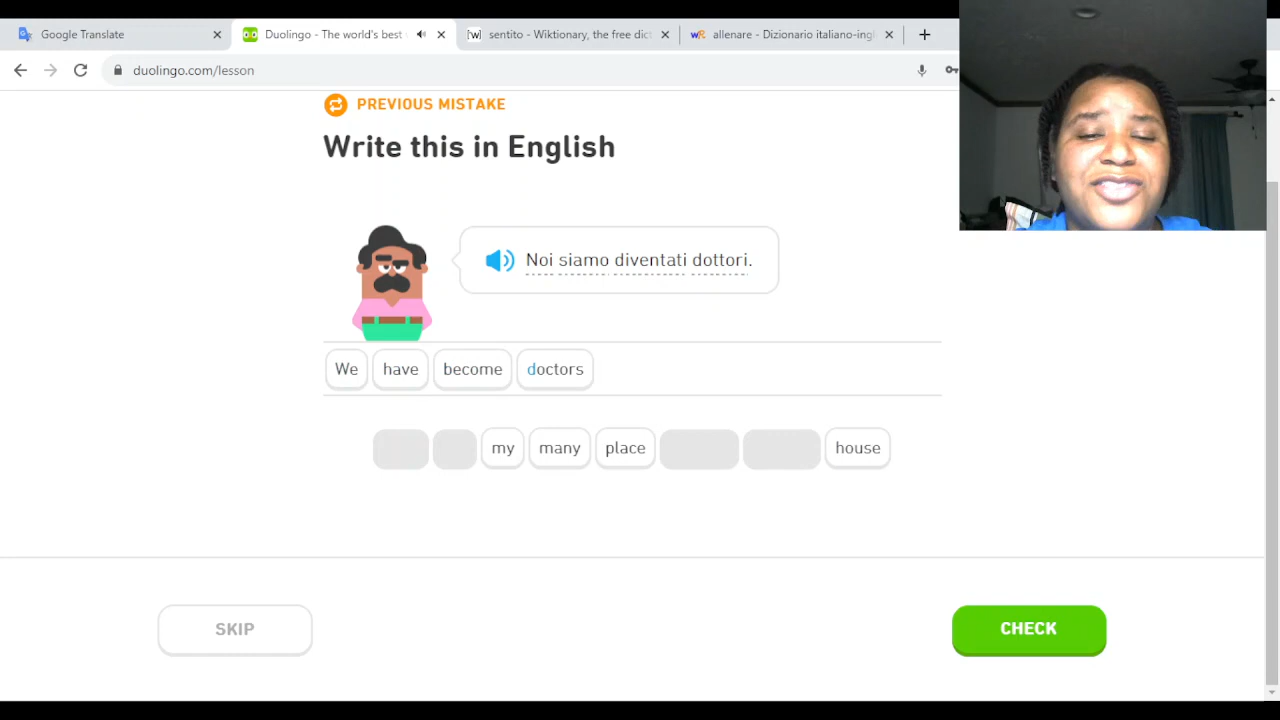 Google Translate
Duolingo - The world's best
sentito - Wiktionary, the free dict
allenare - Dizionario italiano-ingl
duolingo.com/lesson
PREVIOUS MISTAKE
Write this in English
Noi siamo diventati dottori.
We have become doctors
my many place house
SKIP
CHECK